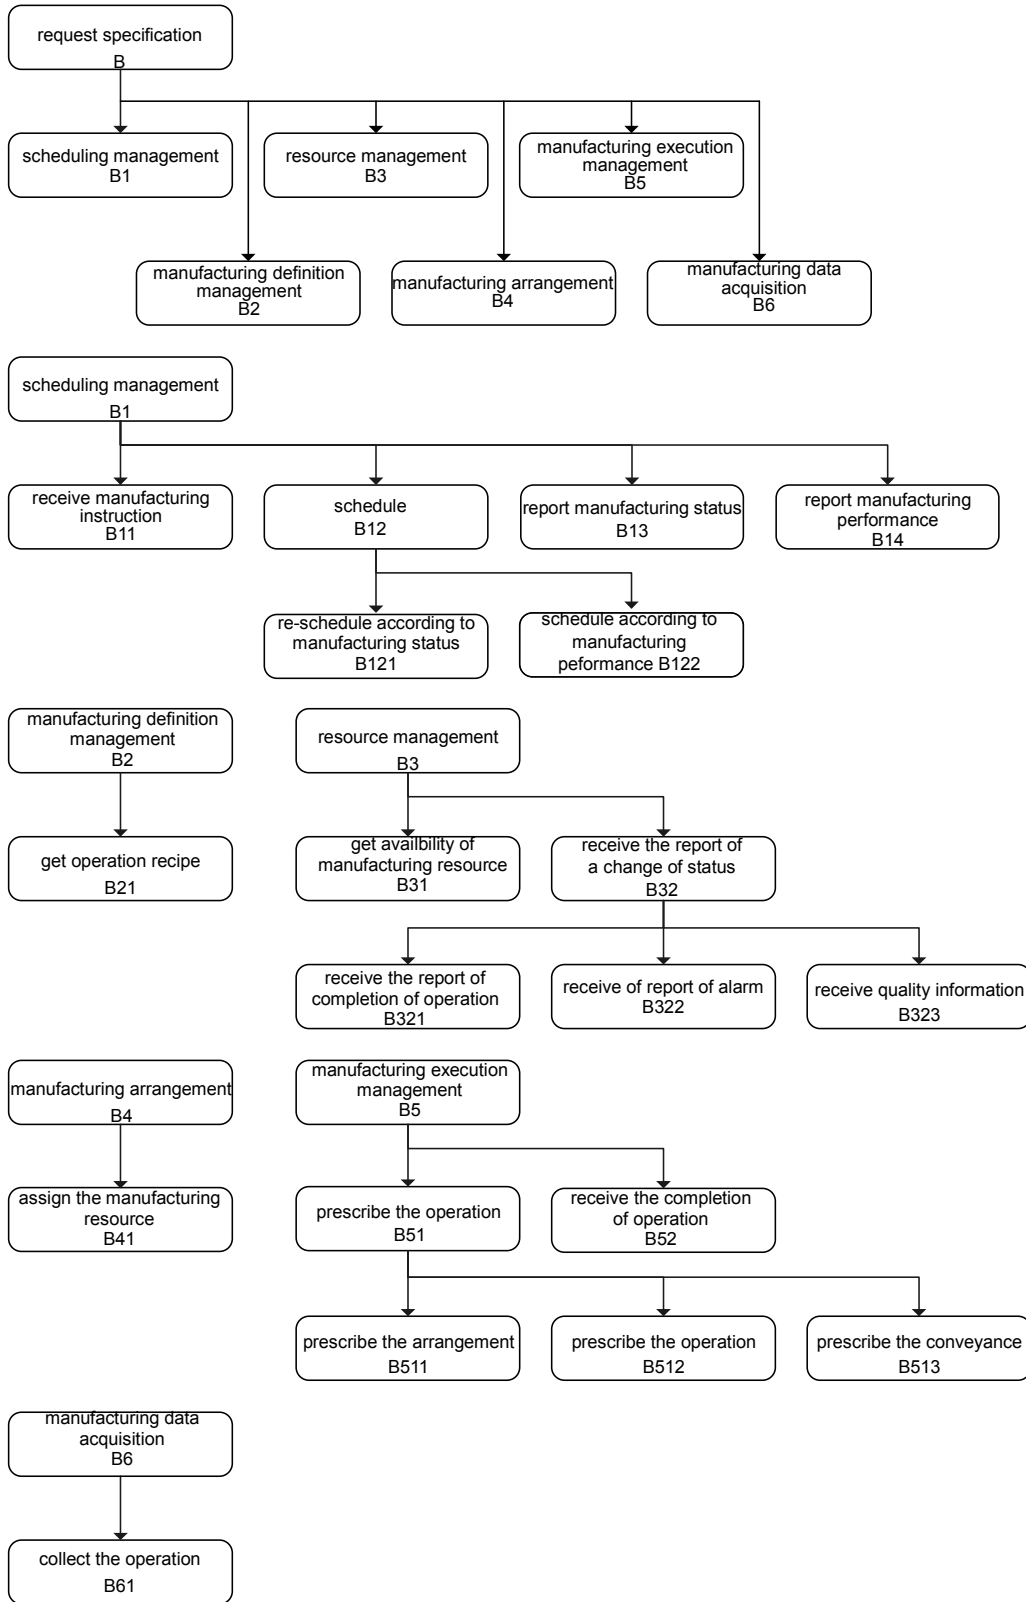 request specification
B
scheduling management
B1
resource management
B3
manufacturing execution
management
B5
manufacturing definition
management
B2
manufacturing arrangement
B4
manufacturing data
acquisition
B6
scheduling management
B1
receive manufacturing
instruction
B11
schedule
B12
report manufacturing status
B13
report manufacturing
performance
B14
re-schedule according to
manufacturing status
B121
schedule according to
manufacturing
peformance B122
manufacturing definition
management
B2
resource management
B3
get operation recipe
B21
get availbility of
manufacturing resource
B31
receive the report of
a change of status
B32
receive the report of
completion of operation
B321
receive of report of alarm
B322
receive quality information
B323
manufacturing arrangement
B4
manufacturing execution
management
B5
assign the manufacturing
resource
B41
prescribe the operation
B51
receive the completion
of operation
B52
prescribe the arrangement
B511
prescribe the operation
B512
prescribe the conveyance
B513
manufacturing data
acquisition
B6
collect the operation
B61